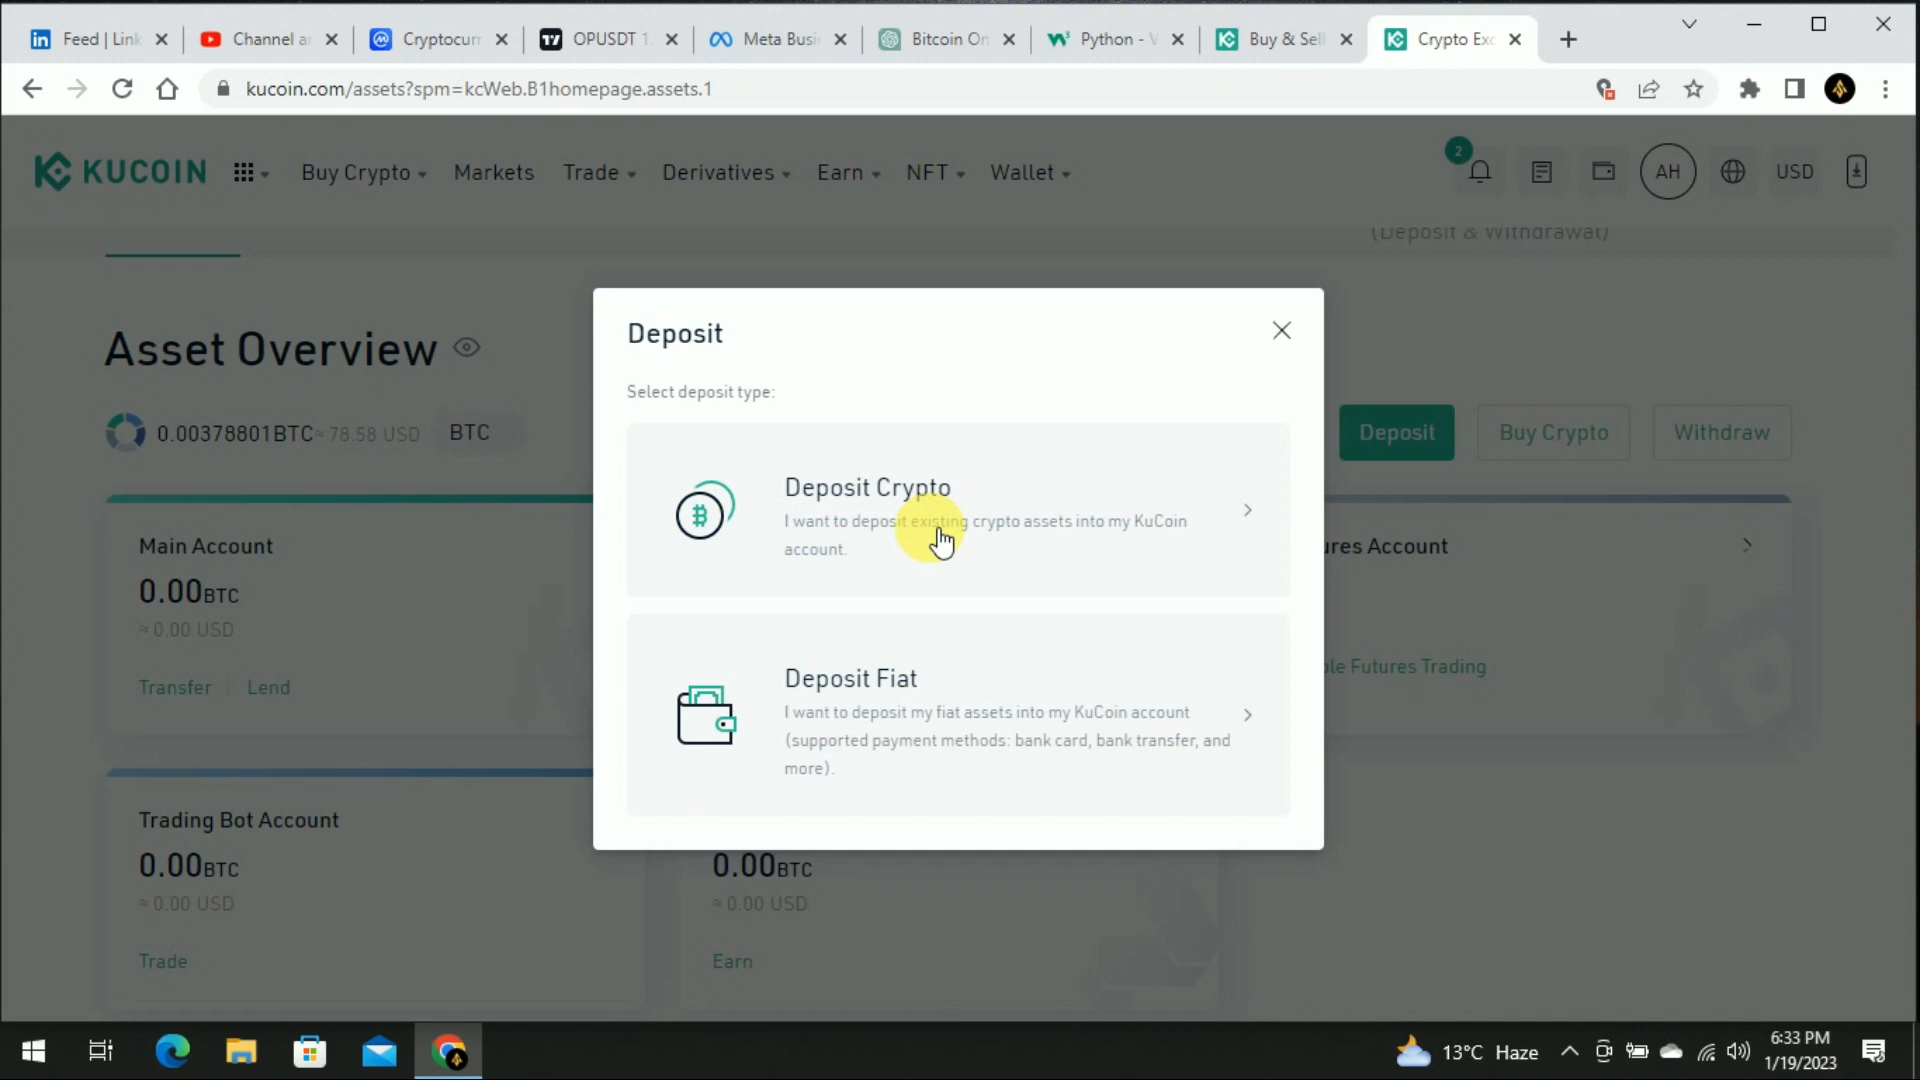 Feed | Link
Channel a
Cryptocurr
OPUSDT 1.
Meta Busi
Bitcoin On
Python - V
Buy & Sell
Crypto Exc
kucoin.com/assets?spm=kcWeb.B1homepage.assets.1
KUCOIN
Buy Crypto
Markets
Trade
Derivatives
Earn
NFT
Wallet
2
AH
USD
(Deposit & Withdrawal)
Asset Overview
0.00378801BTC≈78.58 USD
BTC
Deposit
Buy Crypto
Withdraw
Main Account
0.00BTC
≈ 0.00 USD
Transfer
Lend
Deposit
Select deposit type:
Deposit Crypto
I want to deposit existing crypto assets into my KuCoin
account.
Deposit Fiat
I want to deposit my fiat assets into my KuCoin account
(supported payment methods: bank card, bank transfer, and
more).
ures Account
ble Futures Trading
Trading Bot Account
0.00BTC
≈ 0.00 USD
Trade
0.00BTC
≈ 0.00 USD
Earn
13°C Haze
6:33 PM
1/19/2023